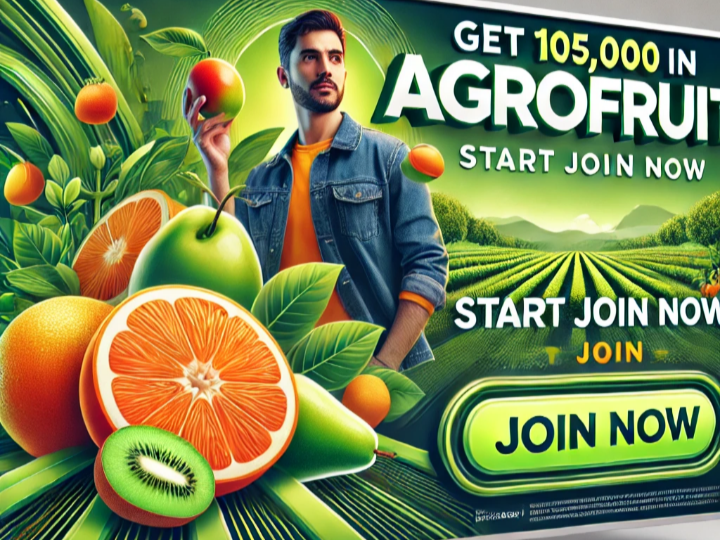 GET 105,000 IN
AGROFRUIT
START JOIN NOW
START JOIN NOW
JOIN
JOIN NOW